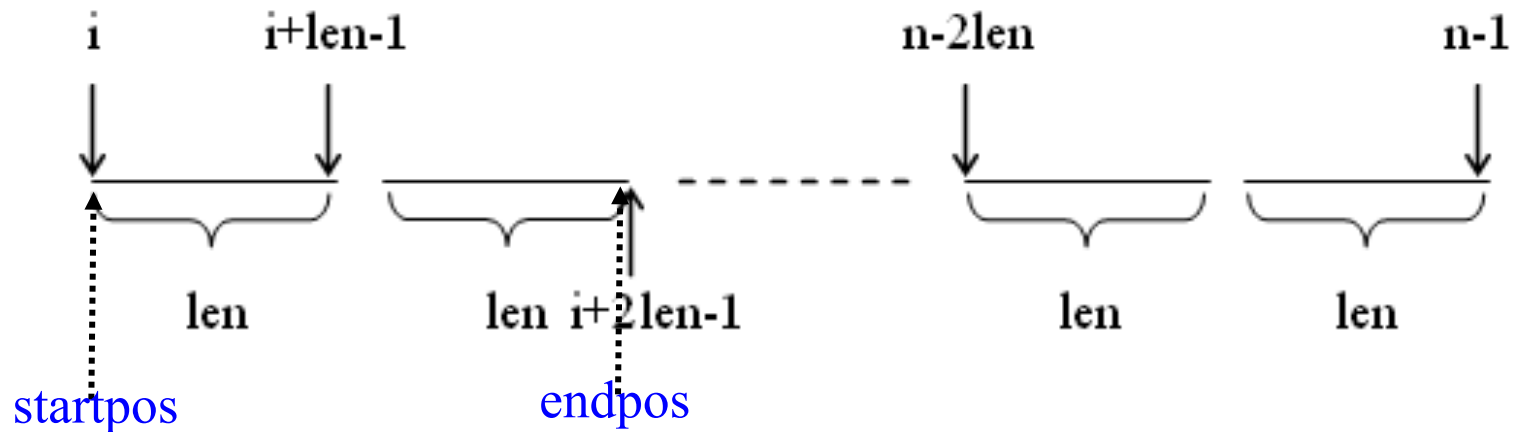 i i+len-1 n-2len n-1
len len i+2len-1 len len
startpos endpos